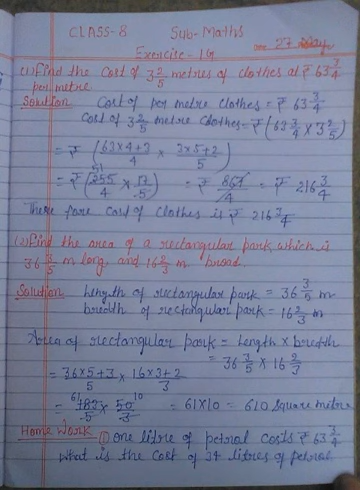 CLASS-8 Sub-Maths
Exercise-1G 27 May
(1) Find the cost of 3 2/5 metres of clothes at ₹ 63 3/4
per metre
Solution Cost of per metre clothes = ₹ 63 3/4
Cost of 3 2/5 metre clothes = ₹ (63 3/4 × 3 2/5)
= ₹ (63×4+3/4 × 3×5+2/5)
= ₹ (255/4 × 17/5) 51 = ₹ 867/4 = ₹ 216 3/4
There fore cost of clothes is ₹ 216 3/4
(2) Find the area of a rectangular park which is
36 3/5 m long and 16 2/3 m broad.
Solution Length of rectangular park = 36 3/5 m
breadth of rectangular park = 16 2/3 m
Area of rectangular park = Length × breadth
= 36 3/5 × 16 2/3
= 36×5+3/5 × 16×3+2/3
= 61 183/5 × 50/3 10 = 61×10 = 610 square metre
Home Work (1) one litre of petrol costs ₹ 63 3/4
What is the cost of 34 litres of petrol